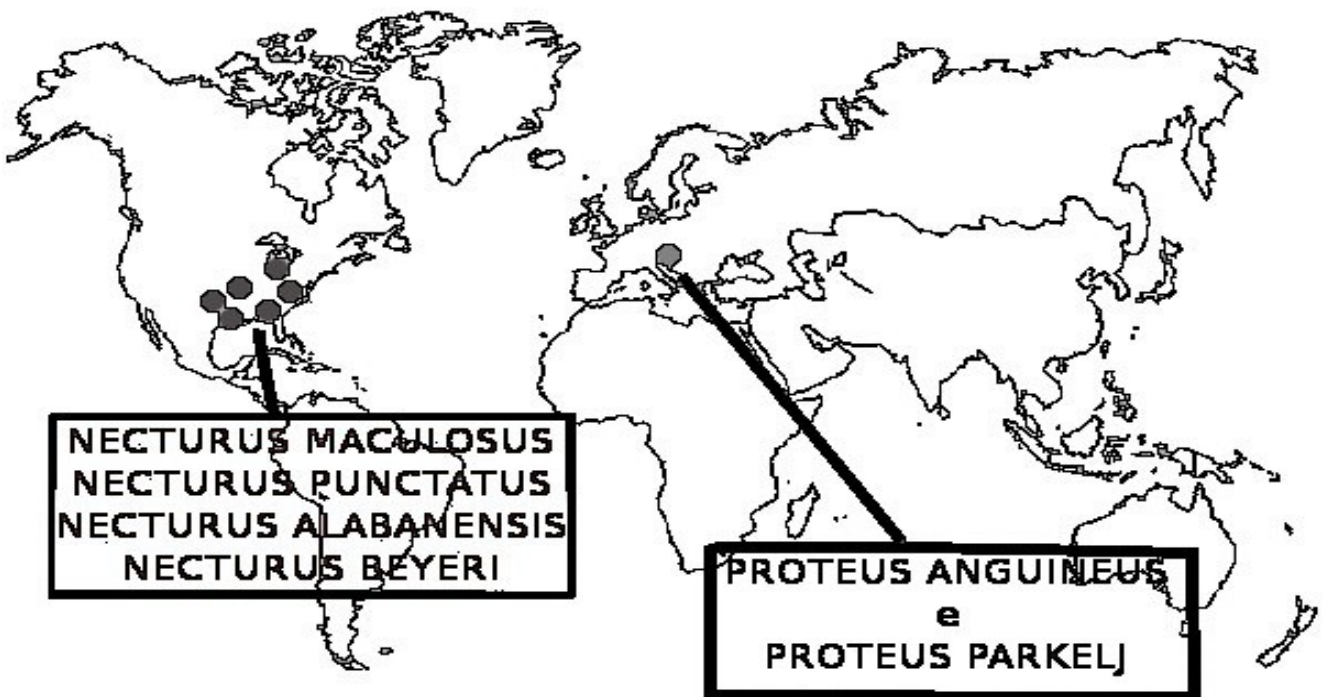 NECTURUS MACULOSUS
NECTURUS PUNCTATUS
NECTURUS ALABANENSIS
NECTURUS BEYERI
PROTEUS ANGUINEUS
e
PROTEUS PARKELJ